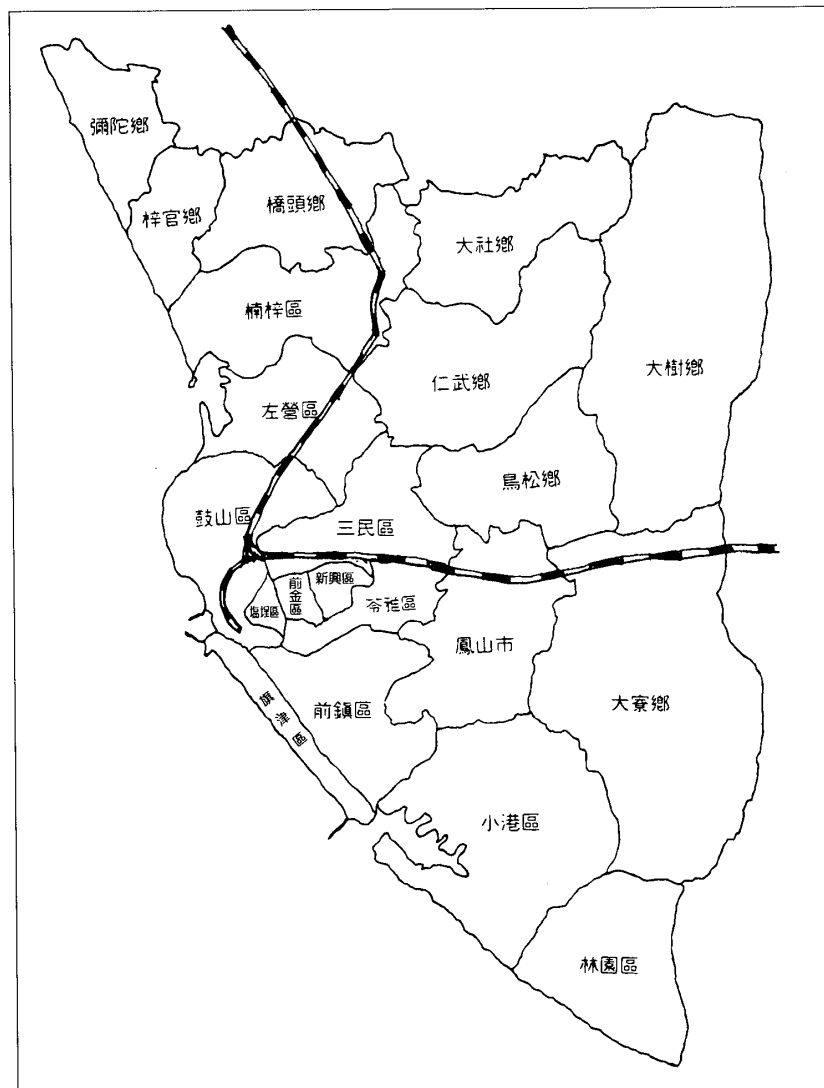 彌陀鄉
梓官鄉
橋頭鄉
大社鄉
楠梓區
仁武鄉
大樹鄉
左營區
鳥松鄉
鼓山區
三民區
新興區
前金區
苓雅區
塩埕區
鳳山市
旗津區
前鎮區
大寮鄉
小港區
林園區